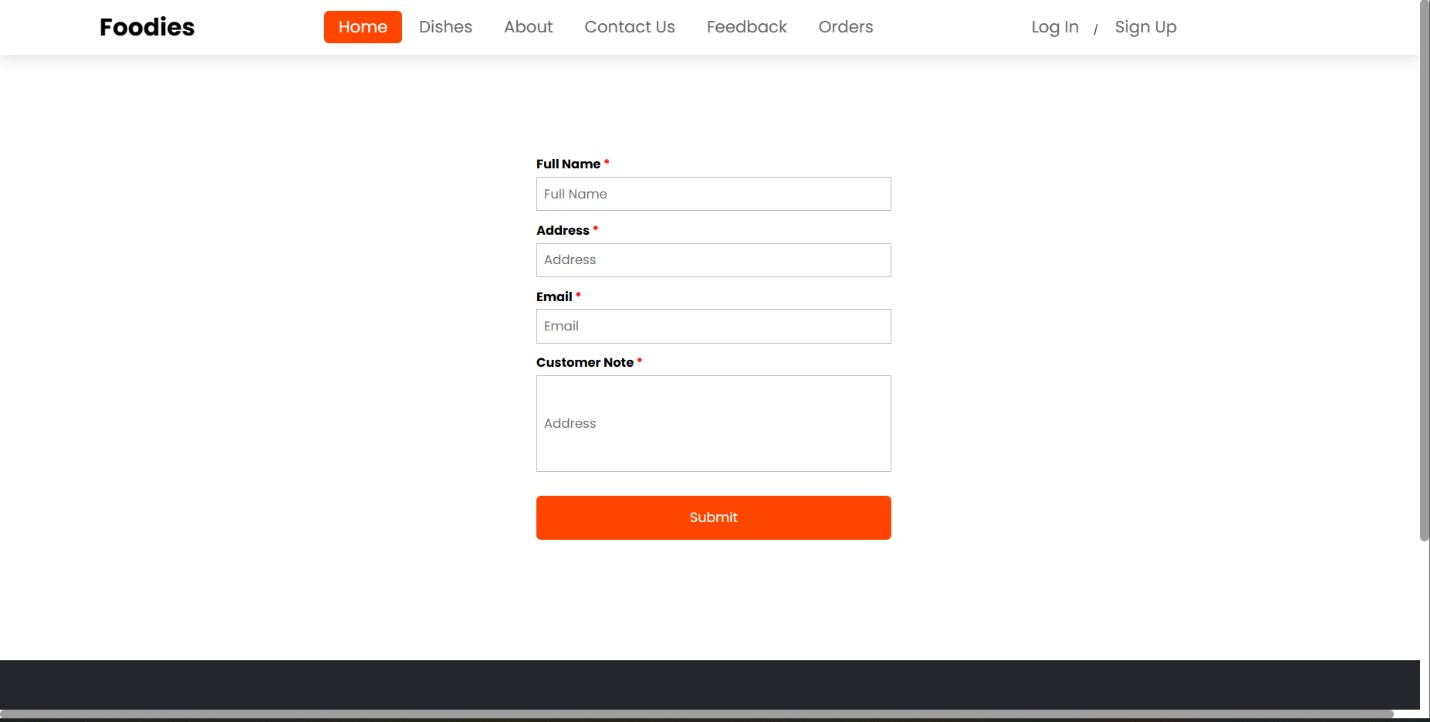 Foodies Home Dishes About Contact Us Feedback Orders Log In / Sign Up
Full Name *
Full Name
Address *
Address
Email *
Email
Customer Note *
Address
Submit